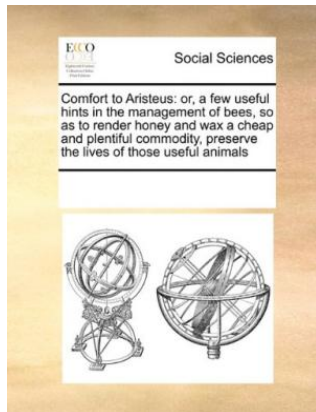 ECCO
Social Sciences
Comfort to Aristeus: or, a few useful
hints in the management of bees, so
as to render honey and wax a cheap
and plentiful commodity, preserve
the lives of those useful animals